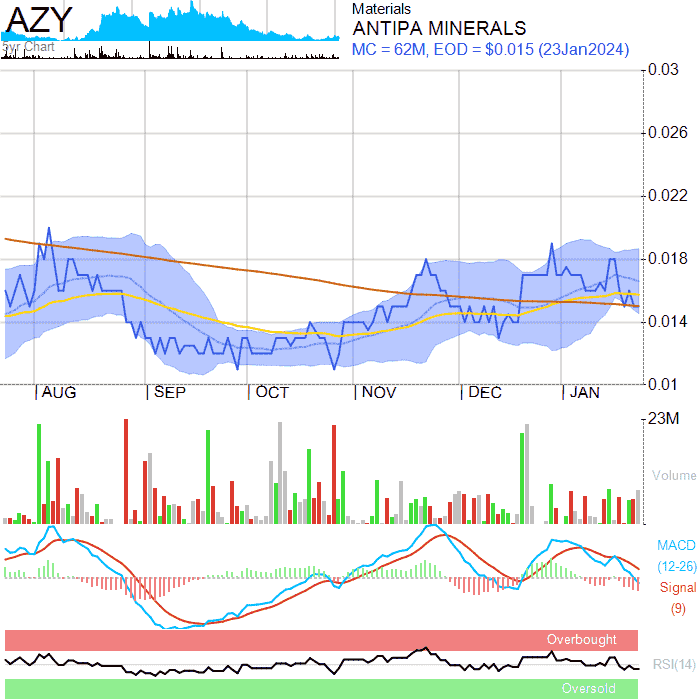 AZY
5yr Chart
Materials
ANTIPA MINERALS
MC = 62M, EOD = $0.015 (23Jan2024)
0.03
0.026
0.022
0.018
0.014
0.01
AUG SEP OCT NOV DEC JAN
23M
Volume
MACD
(12-26)
Signal
(9)
Overbought
RSI(14)
Oversold